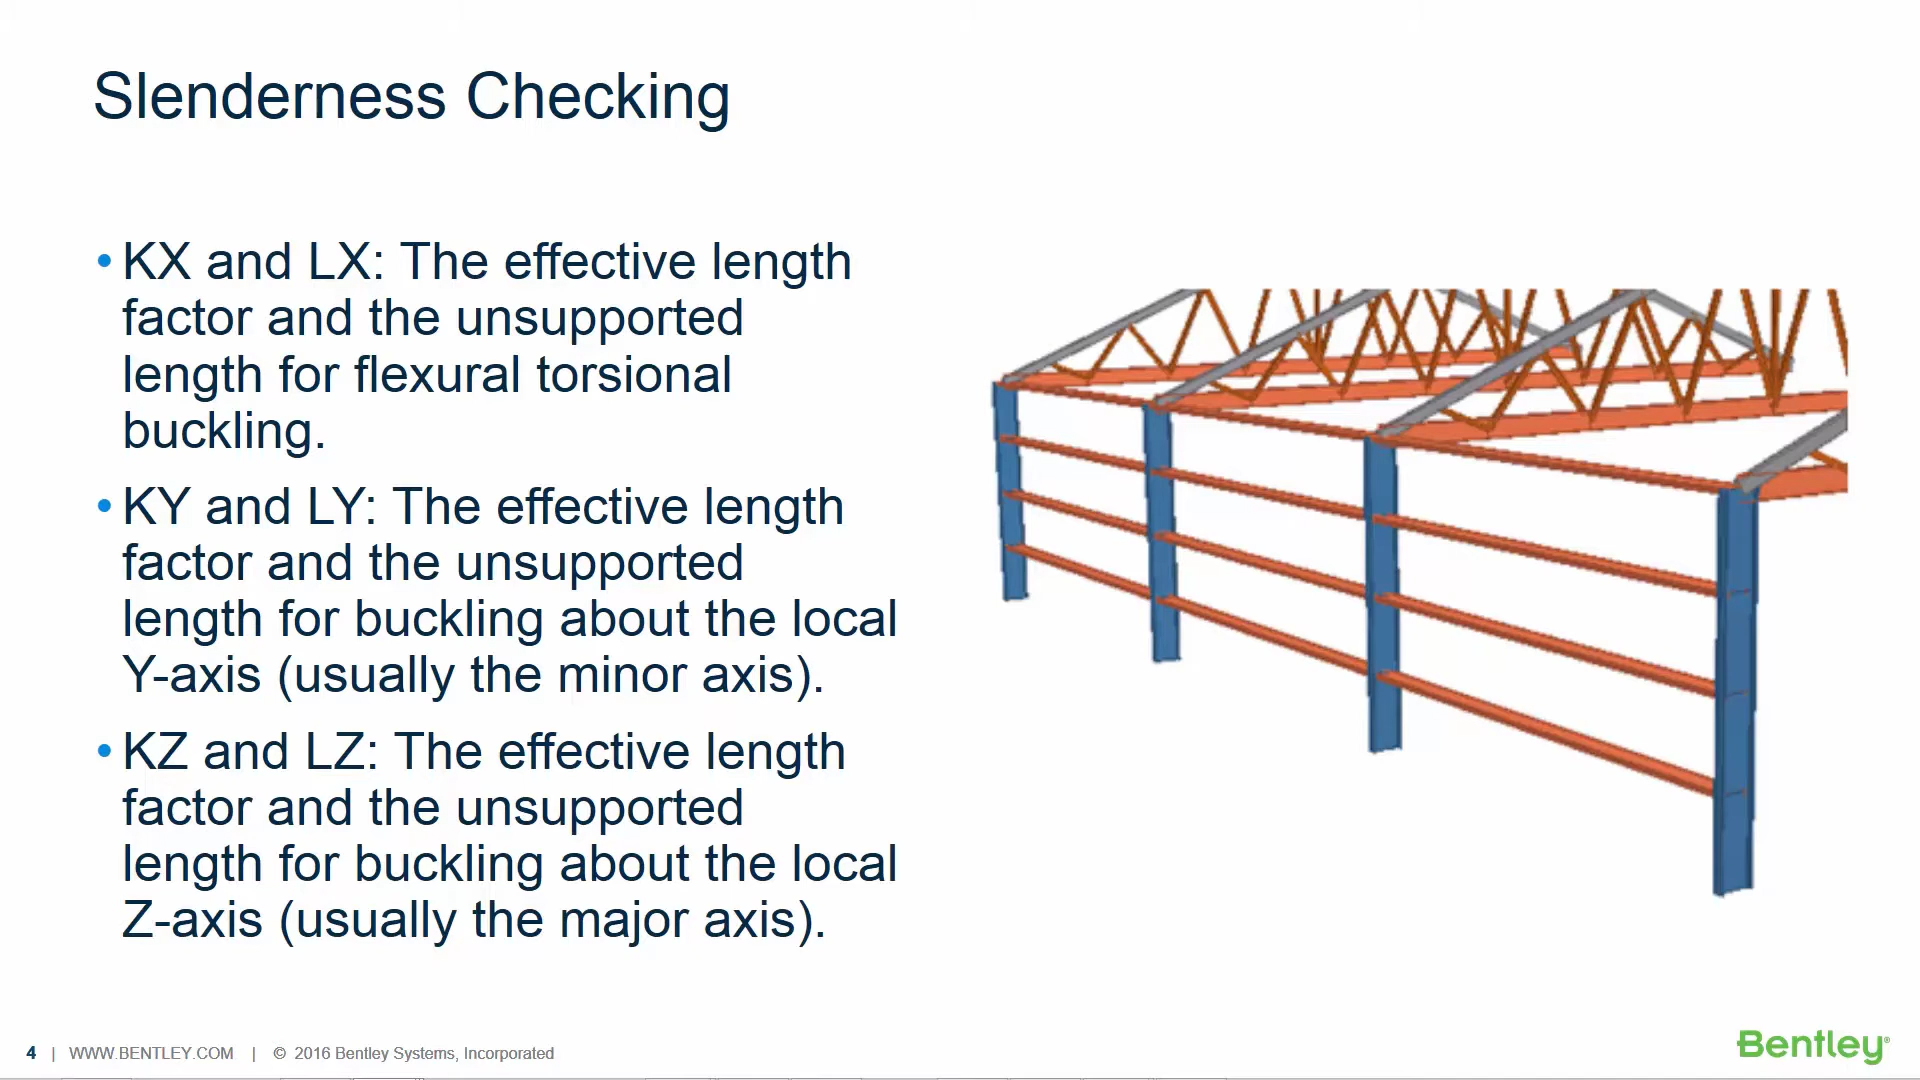 Slenderness Checking
• KX and LX: The effective length
factor and the unsupported
length for flexural torsional
buckling.
• KY and LY: The effective length
factor and the unsupported
length for buckling about the local
Y-axis (usually the minor axis).
• KZ and LZ: The effective length
factor and the unsupported
length for buckling about the local
Z-axis (usually the major axis).
4 | WWW.BENTLEY.COM | © 2016 Bentley Systems, Incorporated
Bentley®